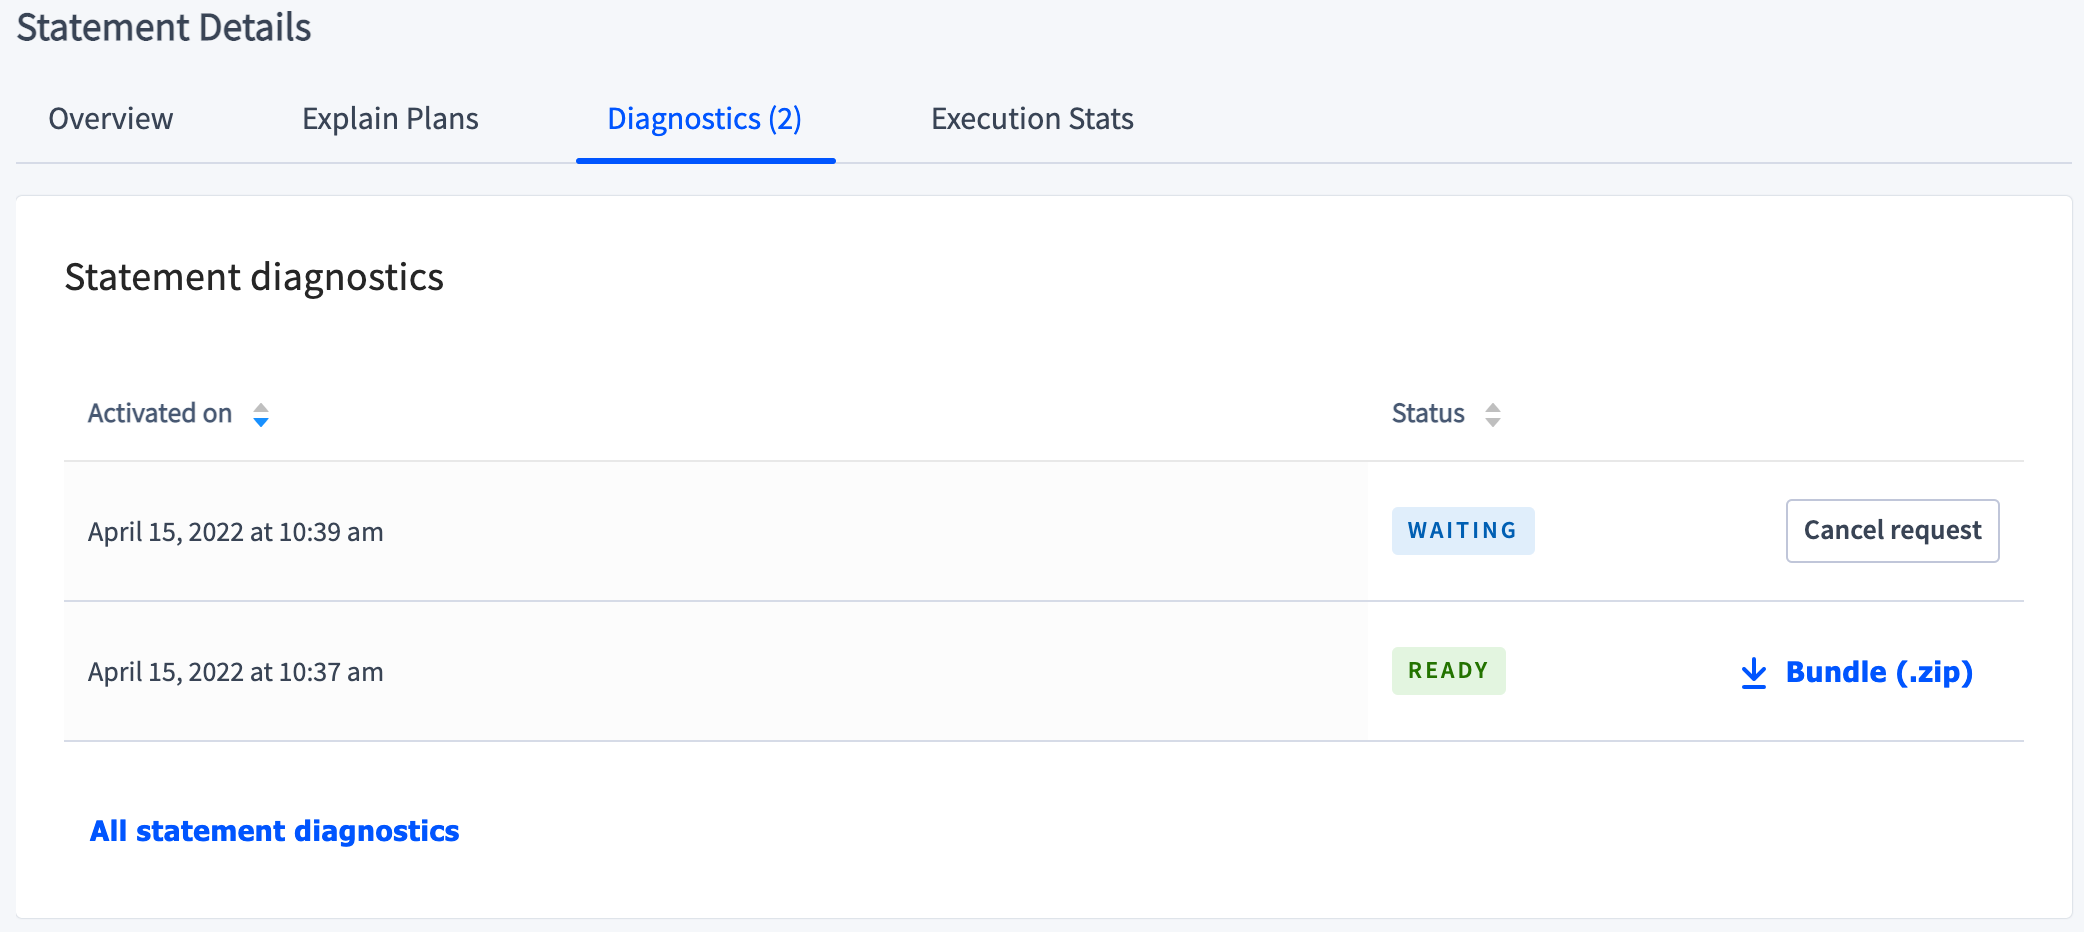 Statement Details
Overview Explain Plans Diagnostics (2) Execution Stats
Statement diagnostics
Activated on Status
April 15, 2022 at 10:39 am WAITING Cancel request
April 15, 2022 at 10:37 am READY Bundle (.zip)
All statement diagnostics